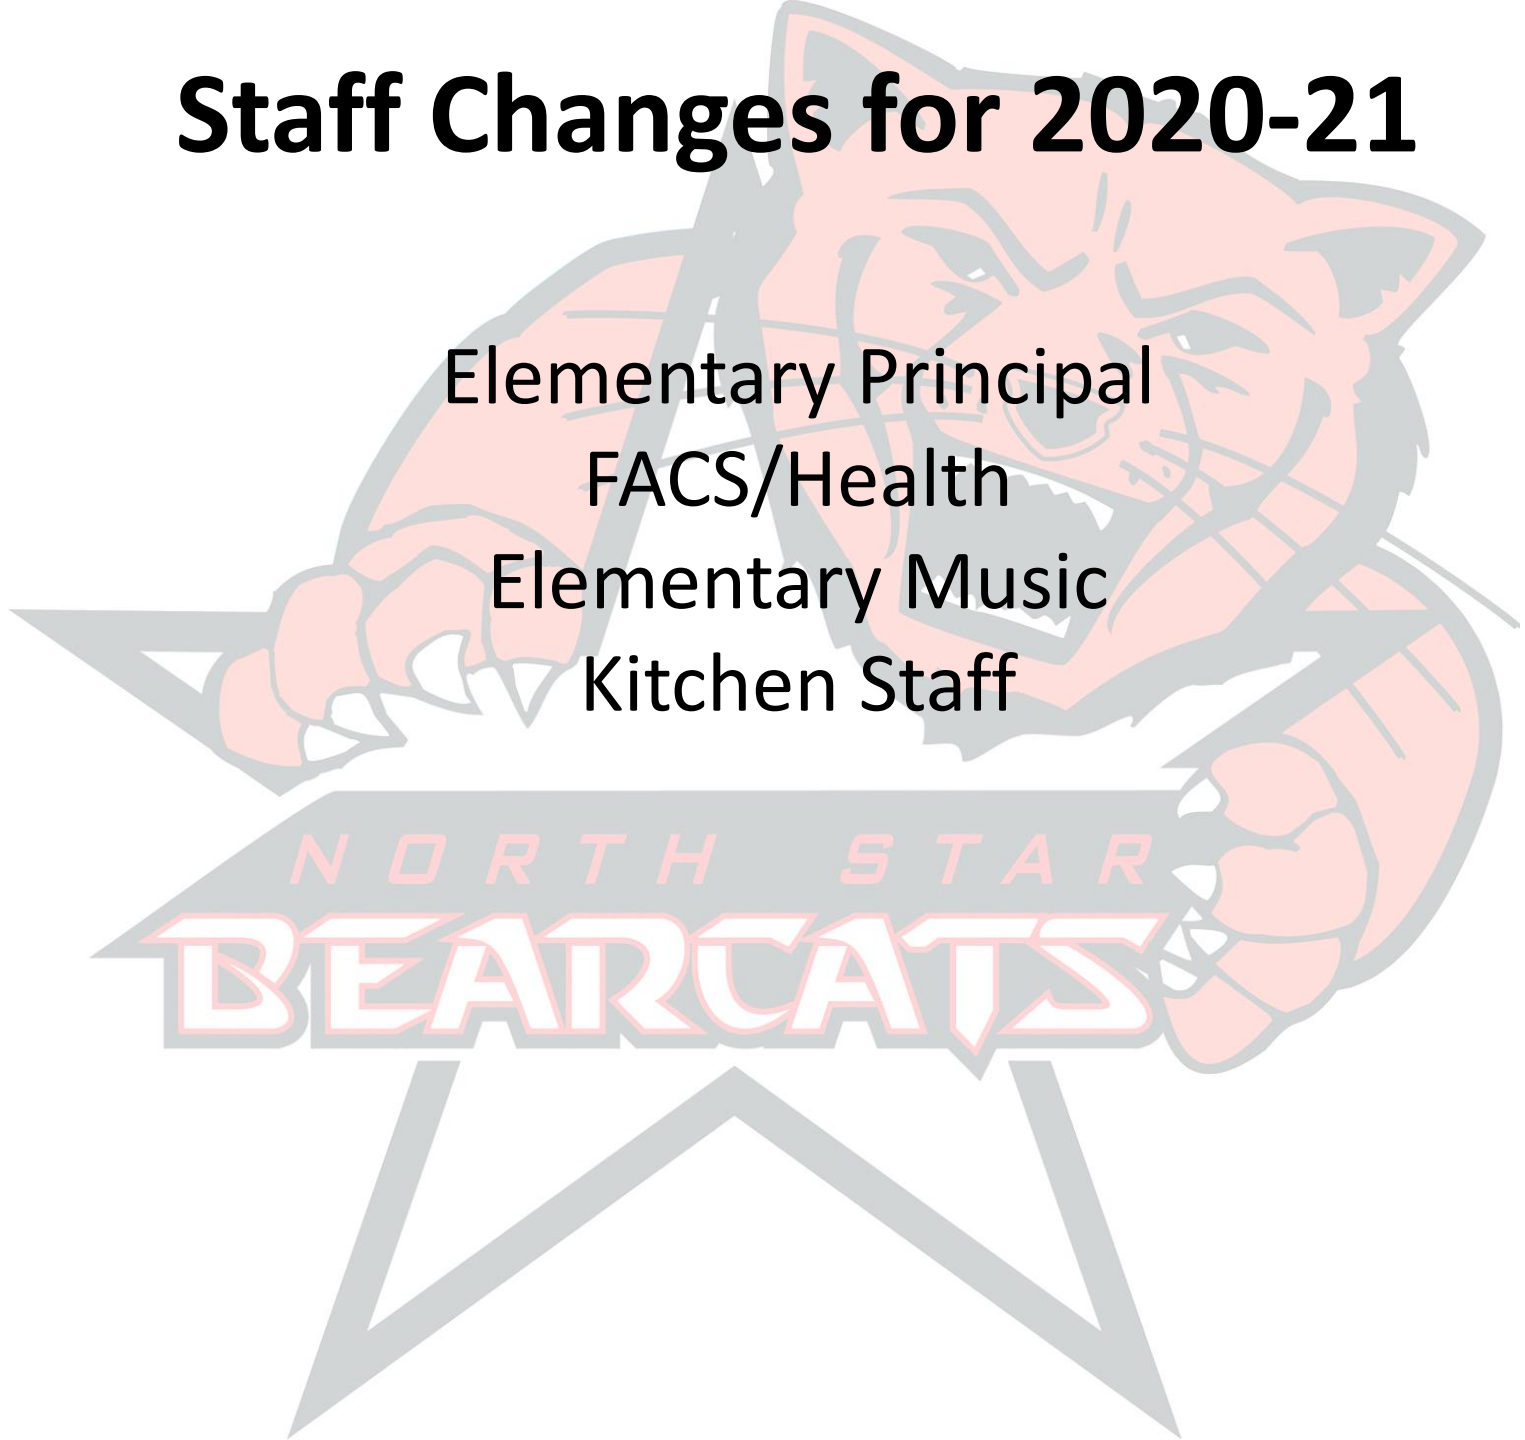 Staff Changes for 2020-21
Elementary Principal
FACS/Health
Elementary Music
Kitchen Staff
NORTH STAR
BEARCATS